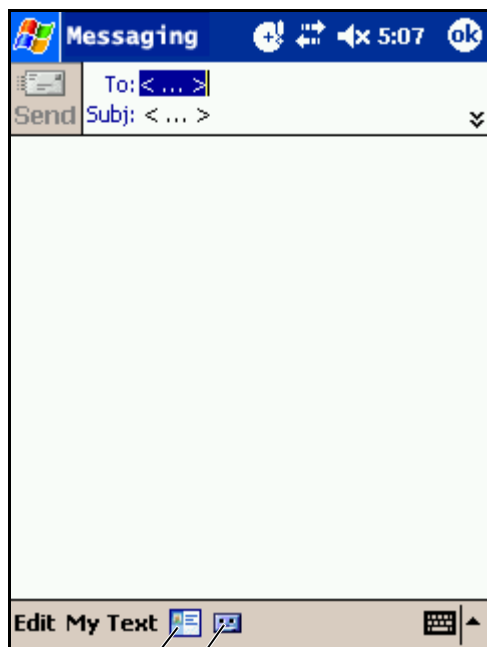 Messaging 5:07 ok
To: < ... >
Send Subj: < ... >
Edit My Text